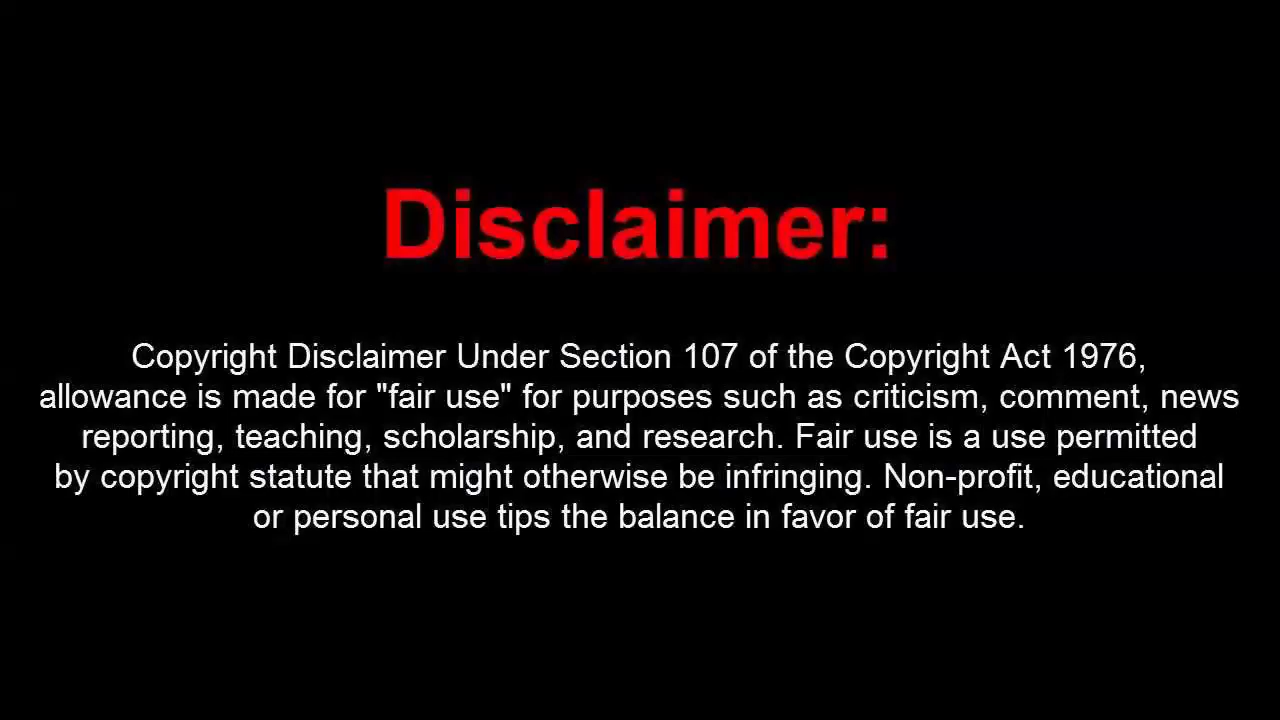 Disclaimer:
Copyright Disclaimer Under Section 107 of the Copyright Act 1976,
allowance is made for "fair use" for purposes such as criticism, comment, news
reporting, teaching, scholarship, and research. Fair use is a use permitted
by copyright statute that might otherwise be infringing. Non-profit, educational
or personal use tips the balance in favor of fair use.